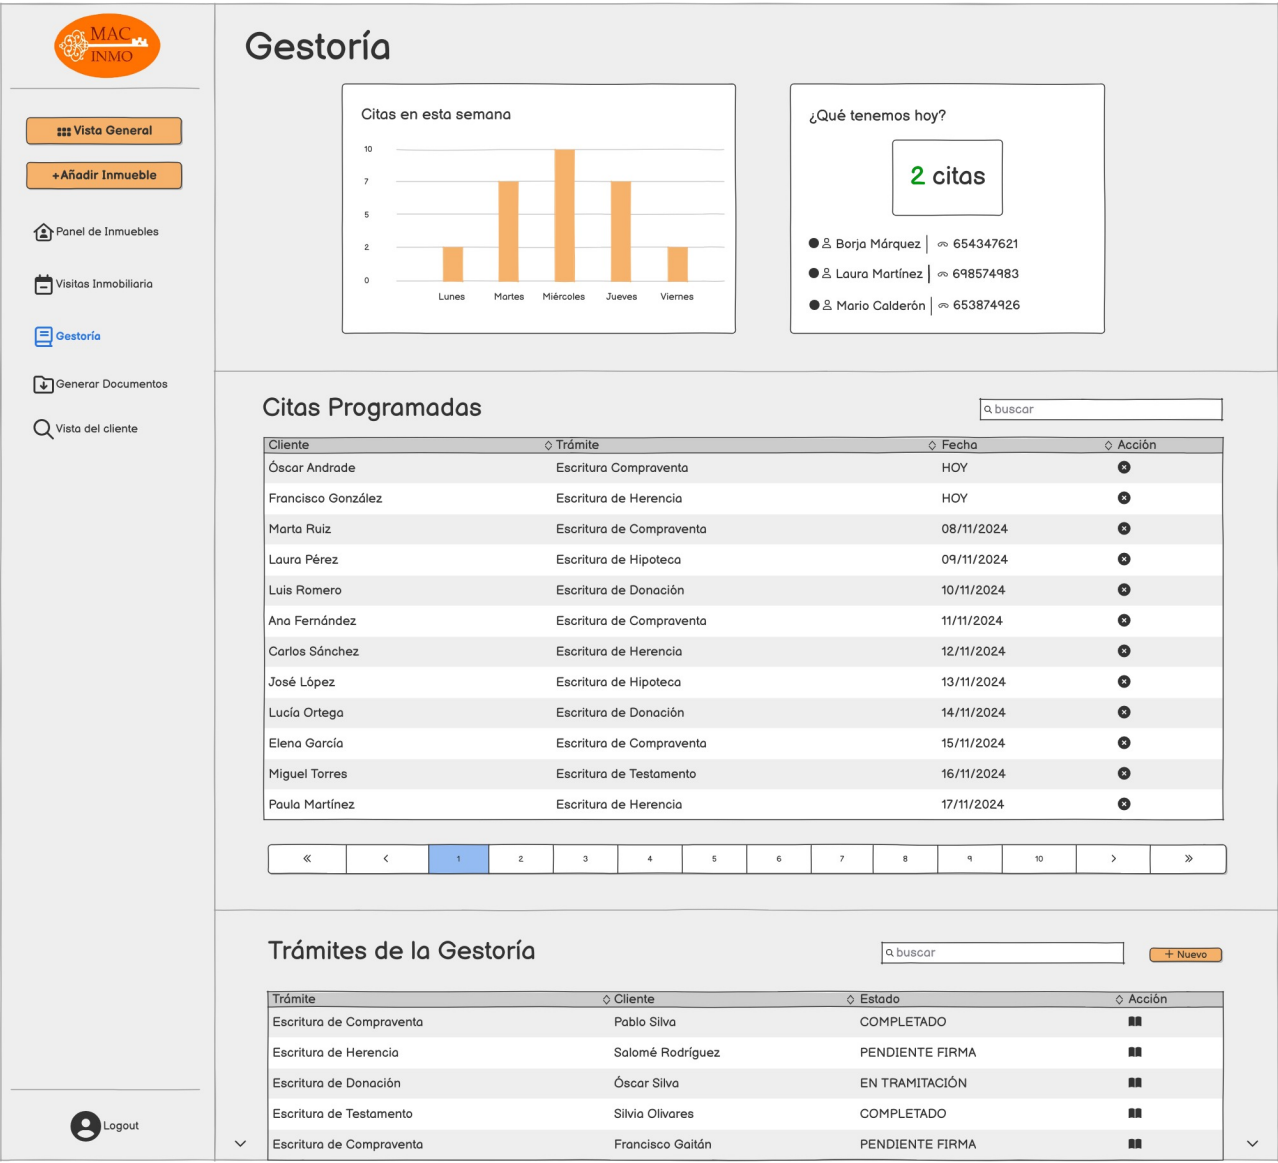 MAC
INMO
Vista General
+Añadir Inmueble
Panel de Inmuebles
Visitas Inmobiliaria
Gestoría
Generar Documentos
Vista del cliente
Logout
Gestoría
Citas en esta semana
10
7
5
2
0
Lunes Martes Miércoles Jueves Viernes
¿Qué tenemos hoy?
2 citas
Borja Márquez 654347621
Laura Martínez 698574983
Mario Calderón 653874926
Citas Programadas
buscar
Cliente Trámite Fecha Acción
Óscar Andrade Escritura Compraventa HOY
Francisco González Escritura de Herencia HOY
Marta Ruiz Escritura de Compraventa 08/11/2024
Laura Pérez Escritura de Hipoteca 09/11/2024
Luis Romero Escritura de Donación 10/11/2024
Ana Fernández Escritura de Compraventa 11/11/2024
Carlos Sánchez Escritura de Herencia 12/11/2024
José López Escritura de Hipoteca 13/11/2024
Lucía Ortega Escritura de Donación 14/11/2024
Elena García Escritura de Compraventa 15/11/2024
Miguel Torres Escritura de Testamento 16/11/2024
Paula Martínez Escritura de Herencia 17/11/2024
« < 1 2 3 4 5 6 7 8 9 10 > »
Trámites de la Gestoría
buscar
+ Nuevo
Trámite Cliente Estado Acción
Escritura de Compraventa Pablo Silva COMPLETADO
Escritura de Herencia Salomé Rodríguez PENDIENTE FIRMA
Escritura de Donación Óscar Silva EN TRAMITACIÓN
Escritura de Testamento Silvia Olivares COMPLETADO
Escritura de Compraventa Francisco Gaitán PENDIENTE FIRMA